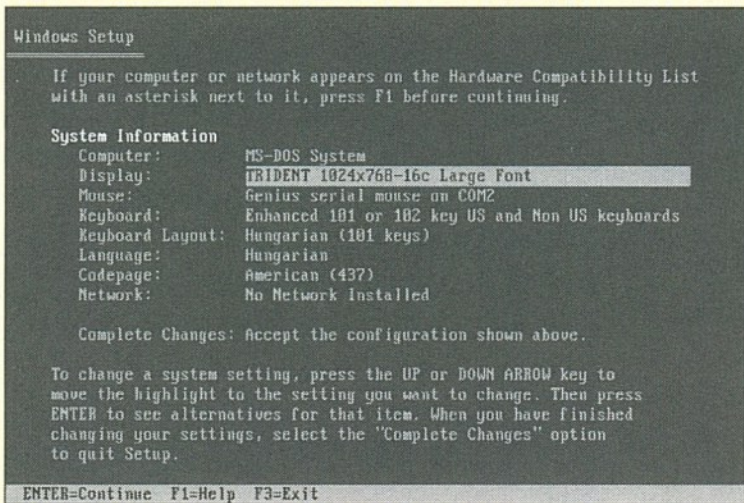 Windows Setup
If your computer or network appears on the Hardware Compatibility List
with an asterisk next to it, press F1 before continuing.
System Information
Computer: MS-DOS System
Display: TRIDENT 1024x768-16c Large Font
Mouse: Genius serial mouse on COM2
Keyboard: Enhanced 101 or 102 key US and Non US keyboards
Keyboard Layout: Hungarian (101 keys)
Language: Hungarian
Codepage: American (437)
Network: No Network Installed
Complete Changes: Accept the configuration shown above.
To change a system setting, press the UP or DOWN ARROW key to
move the highlight to the setting you want to change. Then press
ENTER to see alternatives for that item. When you have finished
changing your settings, select the "Complete Changes" option
to quit Setup.
ENTER=Continue F1=Help F3=Exit